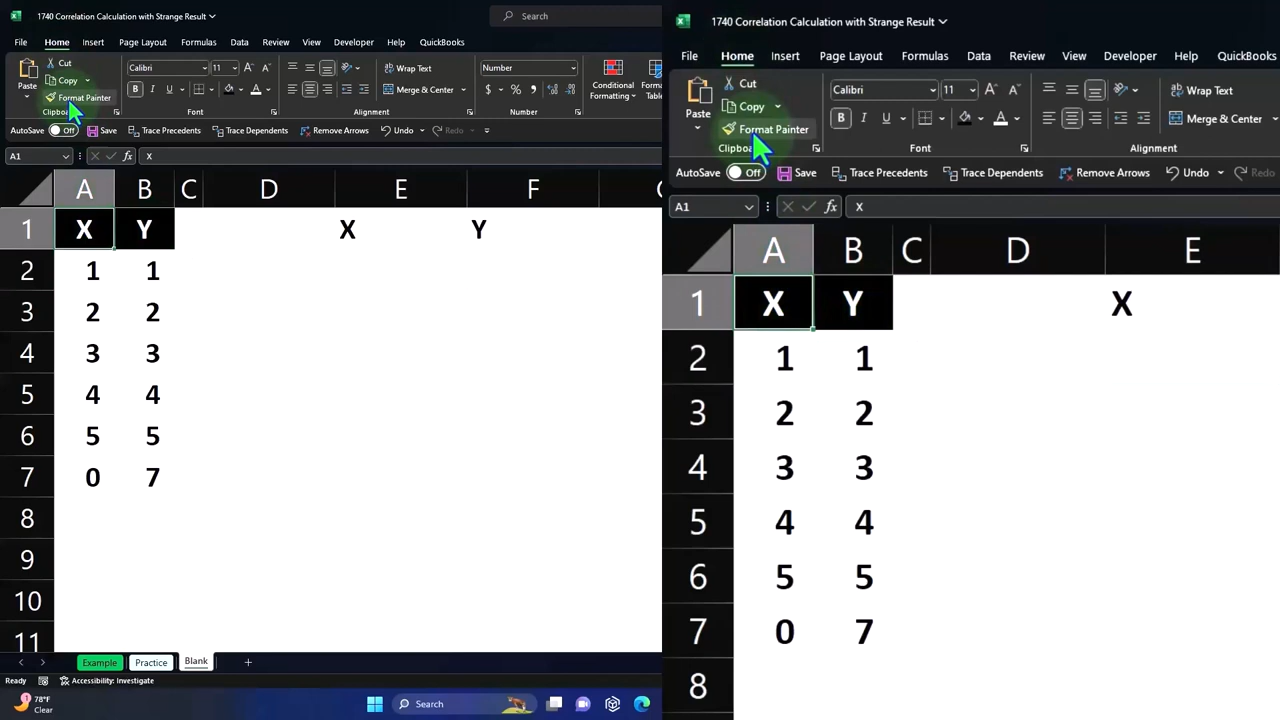 1740 Correlation Calculation with Strange Result
Search
File Home Insert Page Layout Formulas Data Review View Developer Help QuickBooks
Paste
Cut
Copy
Format Painter
Clipboard
Calibri 11
B I U A
Font
Wrap Text
Merge & Center
Alignment
Number
$ %
Number
Conditional
Formatting
AutoSave Off Save Trace Precedents Trace Dependents Remove Arrows Undo Redo
A1 fx X
A B C D E F
1 X Y X Y
2 1 1
3 2 2
4 3 3
5 4 4
6 5 5
7 0 7
8
9
10
11
Example Practice Blank
Ready Accessibility: Investigate
1
78°F
Clear
Search
1740 Correlation Calculation with Strange Result
File Home Insert Page Layout Formulas Data Review View Developer Help QuickBooks
Paste
Cut
Copy
Format Painter
Calibri 11
B I U A
Font
Wrap Text
Merge & Center
Alignment
AutoSave Off Save Trace Precedents Trace Dependents Remove Arrows Undo Redo
A1 fx X
A B C D E
1 X Y X
2 1 1
3 2 2
4 3 3
5 4 4
6 5 5
7 0 7
8